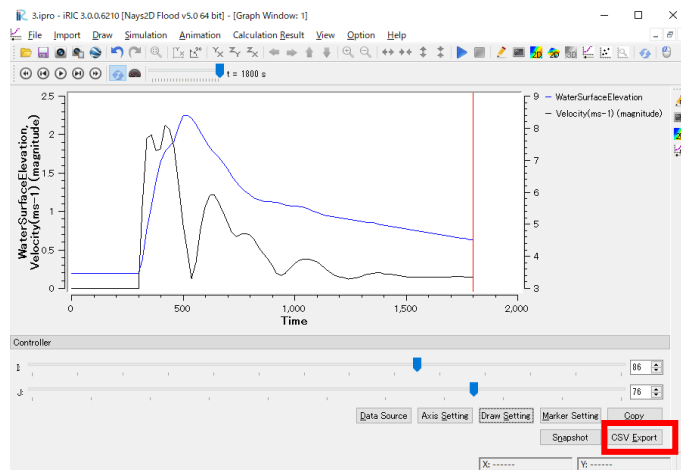 3.ipro - iRIC 3.0.0.6210 [Nays2D Flood v5.0 64 bit] - [Graph Window: 1]
File Import Draw Simulation Animation Calculation Result View Option Help
t = 1800 s
2.5
2
1.5
1
0.5
0
WaterSurfaceElevation,
Velocity(ms-1) (magnitude)
9
8
7
6
5
4
3
WaterSurfaceElevation
Velocity(ms-1) (magnitude)
0 500 1,000 1,500 2,000
Time
Controller
I: 86
J: 76
Data Source Axis Setting Draw Setting Marker Setting Copy
Snapshot CSV Export
X: ------ Y: ------